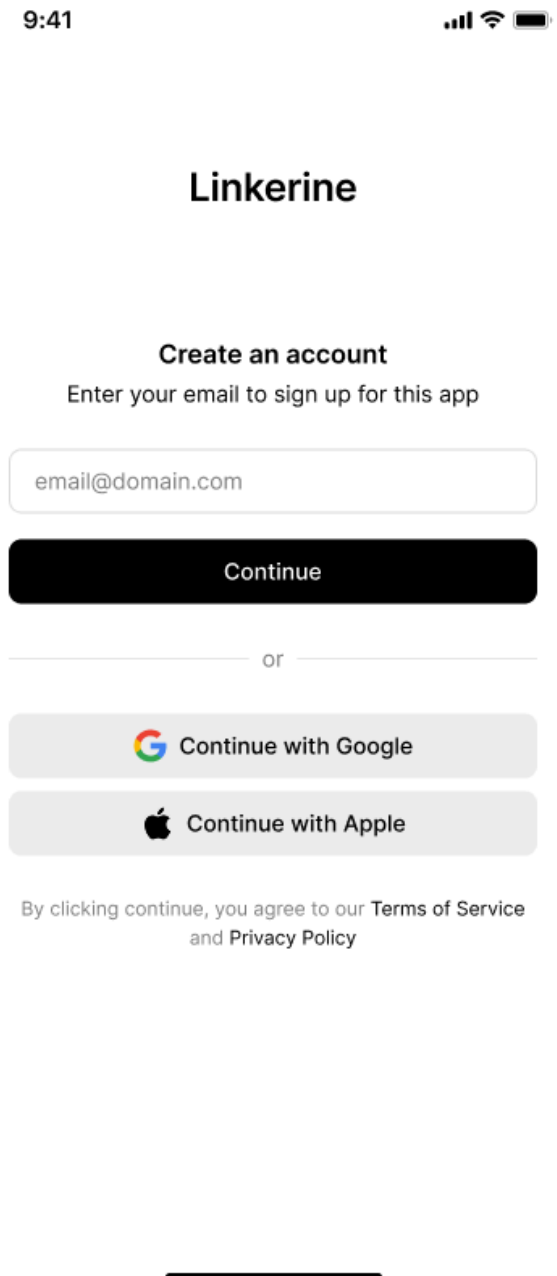 9:41
Linkerine
Create an account
Enter your email to sign up for this app
email@domain.com
Continue
or
Continue with Google
Continue with Apple
By clicking continue, you agree to our Terms of Service
and Privacy Policy